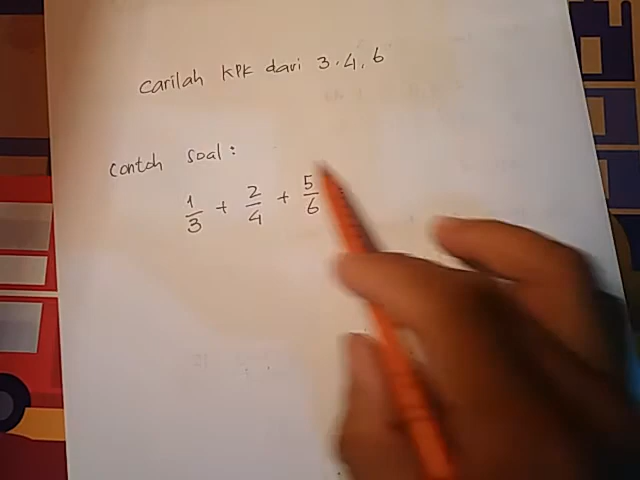 Carilah KPK dari 3, 4, 6
Contoh soal:
1/3 + 2/4 + 5/6